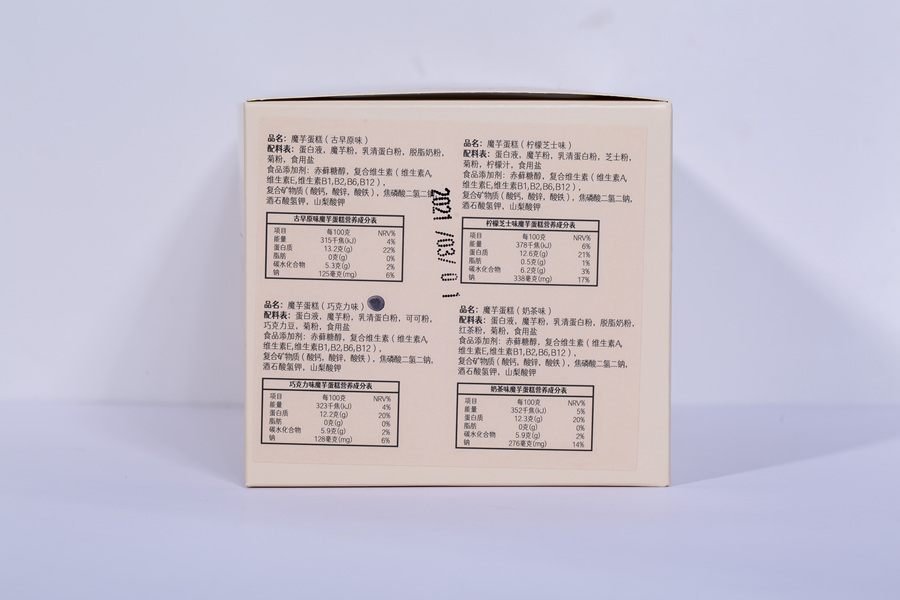 品名：魔芋蛋糕（古早原味）
配料表：蛋白液，魔芋粉，乳清蛋白粉，脱脂奶粉，
菊粉，食用盐
食品添加剂：赤藓糖醇，复合维生素（维生素A,
维生素E,维生素B1,B2,B6,B12），
复合矿物质（酸钙，酸锌，酸铁），焦磷酸二氢二钠，
酒石酸氢钾，山梨酸钾
古早原味魔芋蛋糕营养成分表
项目 每100克 NRV%
能量 315千焦(kJ) 4%
蛋白质 13.2克(g) 22%
脂肪 0克(g) 0%
碳水化合物 5.3克(g) 2%
钠 125毫克(mg) 6%
品名：魔芋蛋糕（柠檬芝士味）
配料表：蛋白液，魔芋粉，乳清蛋白粉，芝士粉，
菊粉，柠檬汁，食用盐
食品添加剂：赤藓糖醇，复合维生素（维生素A,
维生素E,维生素B1,B2,B6,B12），
复合矿物质（酸钙，酸锌，酸铁），焦磷酸二氢二钠，
酒石酸氢钾，山梨酸钾
柠檬芝士味魔芋蛋糕营养成分表
项目 每100克 NRV%
能量 378千焦(kJ) 6%
蛋白质 12.6克(g) 21%
脂肪 0.5克(g) 1%
碳水化合物 6.2克(g) 3%
钠 338毫克(mg) 17%
2021/03/01
品名：魔芋蛋糕（巧克力味）
配料表：蛋白液，魔芋粉，乳清蛋白粉，可可粉，
巧克力豆，菊粉，食用盐
食品添加剂：赤藓糖醇，复合维生素（维生素A,
维生素E,维生素B1,B2,B6,B12），
复合矿物质（酸钙，酸锌，酸铁），焦磷酸二氢二钠，
酒石酸氢钾，山梨酸钾
巧克力味魔芋蛋糕营养成分表
项目 每100克 NRV%
能量 323千焦(kJ) 4%
蛋白质 12.2克(g) 20%
脂肪 0克(g) 0%
碳水化合物 5.9克(g) 2%
钠 128毫克(mg) 6%
品名：魔芋蛋糕（奶茶味）
配料表：蛋白液，魔芋粉，乳清蛋白粉，脱脂奶粉，
红茶粉，菊粉，食用盐
食品添加剂：赤藓糖醇，复合维生素（维生素A,
维生素E,维生素B1,B2,B6,B12），
复合矿物质（酸钙，酸锌，酸铁），焦磷酸二氢二钠，
酒石酸氢钾，山梨酸钾
奶茶味魔芋蛋糕营养成分表
项目 每100克 NRV%
能量 352千焦(kJ) 5%
蛋白质 12.3克(g) 20%
脂肪 0克(g) 0%
碳水化合物 5.9克(g) 2%
钠 276毫克(mg) 14%